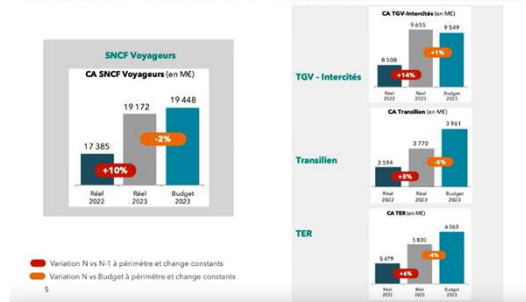 SNCF Voyageurs
CA SNCF Voyageurs (en M€)
17 385
19 172
19 448
+10%
-2%
Réel
2022
Réel
2023
Budget
2023
Variation N vs N-1 à périmètre et change constants
Variation N vs Budget à périmètre et change constants
5
TGV - Intercités
CA TGV-Intercités (en M€)
8 508
9 655
9 549
+14%
+1%
Réel
2022
Réel
2023
Budget
2023
Transilien
CA Transilien (en M€)
3 594
3 770
3 961
+5%
-5%
Réel
2022
Réel
2023
Budget
2023
TER
CA TER (en M€)
5 479
5 830
6 063
+6%
-4%
Réel
2022
Réel
2023
Budget
2023